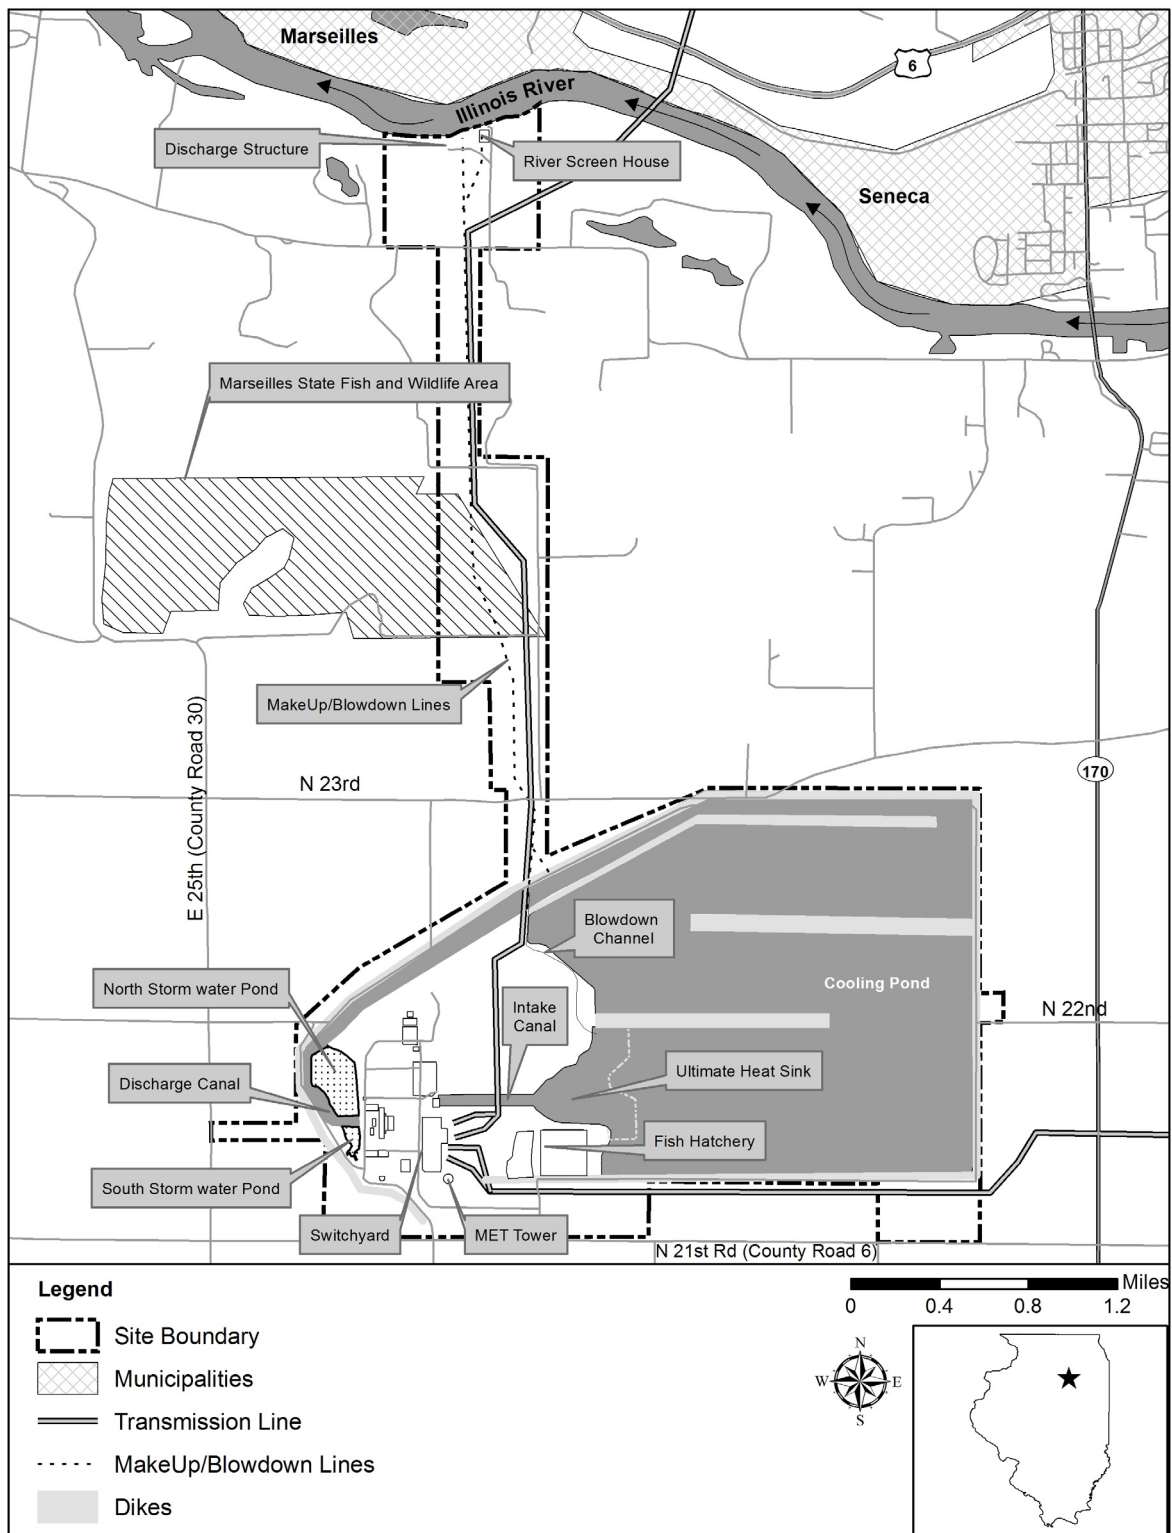 Marseilles
6
Illinois River
Discharge Structure
River Screen House
Seneca
Marseilles State Fish and Wildlife Area
MakeUp/Blowdown Lines
E 25th (County Road 30)
N 23rd
170
Blowdown
Channel
North Storm water Pond
Cooling Pond
Intake
Canal
N 22nd
Discharge Canal
Ultimate Heat Sink
Fish Hatchery
South Storm water Pond
Switchyard
MET Tower
N 21st Rd (County Road 6)
Legend
Site Boundary
Municipalities
Transmission Line
MakeUp/Blowdown Lines
Dikes
Miles
0 0.4 0.8 1.2
N
W E
S